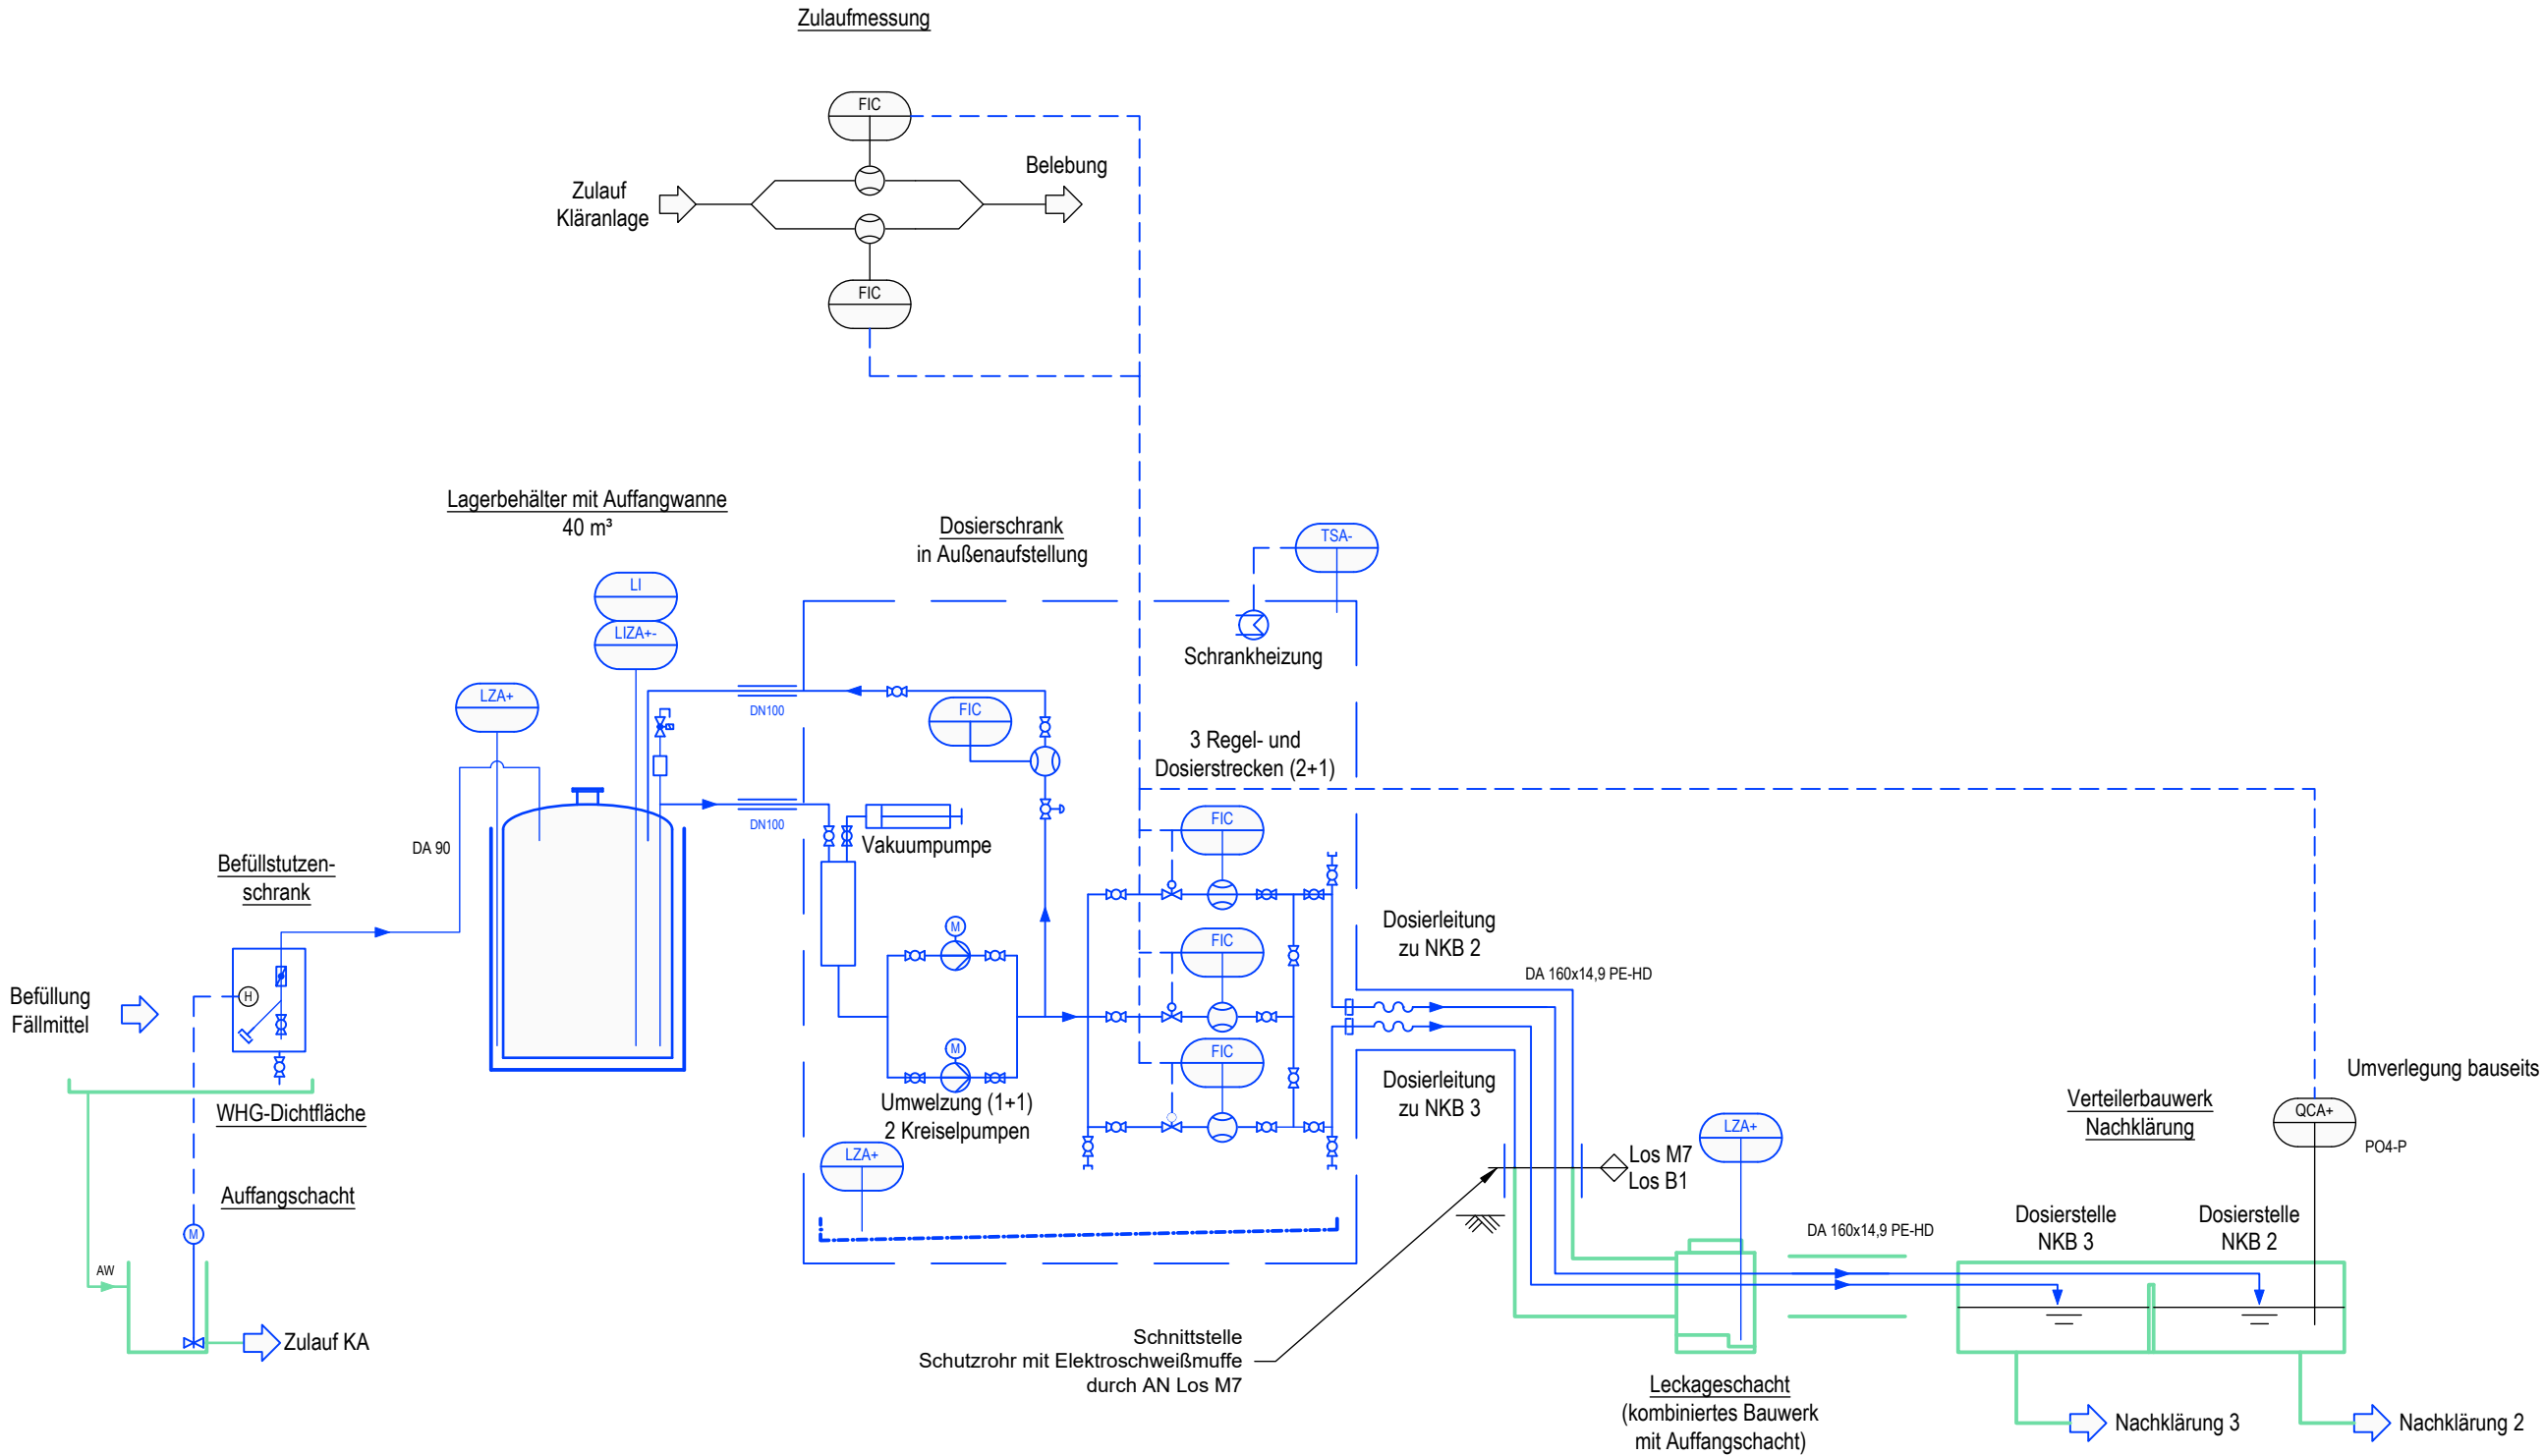 Zulaufmessung
FIC
Belebung
Zulauf
Kläranlage
FIC
Lagerbehälter mit Auffangwanne
40 m³
Dosierschrank
in Außenaufstellung
TSA-
LI
LIZA+-
Schrankheizung
LZA+
DN100
FIC
3 Regel- und
Dosierstrecken (2+1)
DN100
FIC
Vakuumpumpe
DA 90
Befüllstutzen-
schrank
Dosierleitung
zu NKB 2
M
FIC
DA 160x14,9 PE-HD
Befüllung
Fällmittel
H
M
FIC
Umverlegung bauseits
Dosierleitung
zu NKB 3
Umwelzung (1+1)
2 Kreiselpumpen
WHG-Dichtfläche
Verteilerbauwerk
Nachklärung
QCA+
PO4-P
LZA+
LZA+
Los M7
Los B1
Auffangschacht
M
DA 160x14,9 PE-HD
Dosierstelle
NKB 3
Dosierstelle
NKB 2
AW
Zulauf KA
Schnittstelle
Schutzrohr mit Elektroschweißmuffe
durch AN Los M7
Leckageschacht
(kombiniertes Bauwerk
mit Auffangschacht)
Nachklärung 3
Nachklärung 2